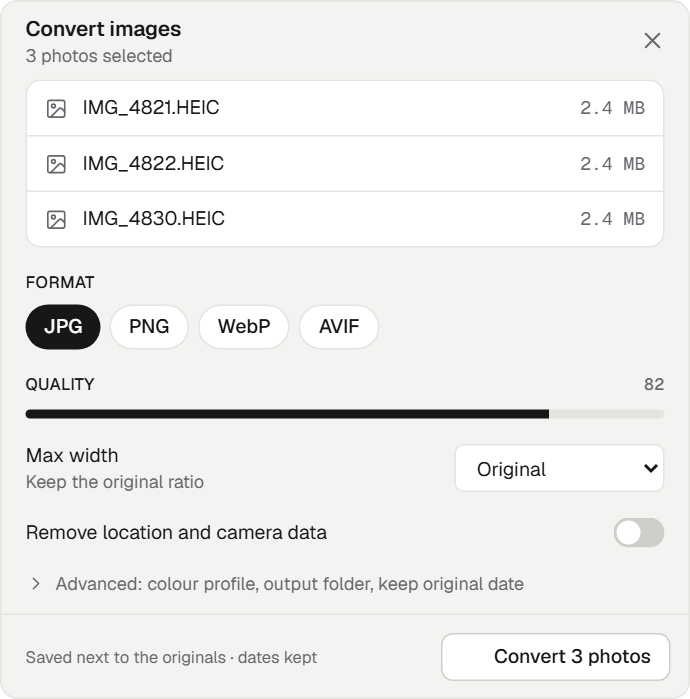 Convert images
3 photos selected
IMG_4821.HEIC 2.4 MB
IMG_4822.HEIC 2.4 MB
IMG_4830.HEIC 2.4 MB
FORMAT
JPG PNG WebP AVIF
QUALITY 82
Max width
Keep the original ratio
Original
Remove location and camera data
Advanced: colour profile, output folder, keep original date
Saved next to the originals · dates kept
Convert 3 photos